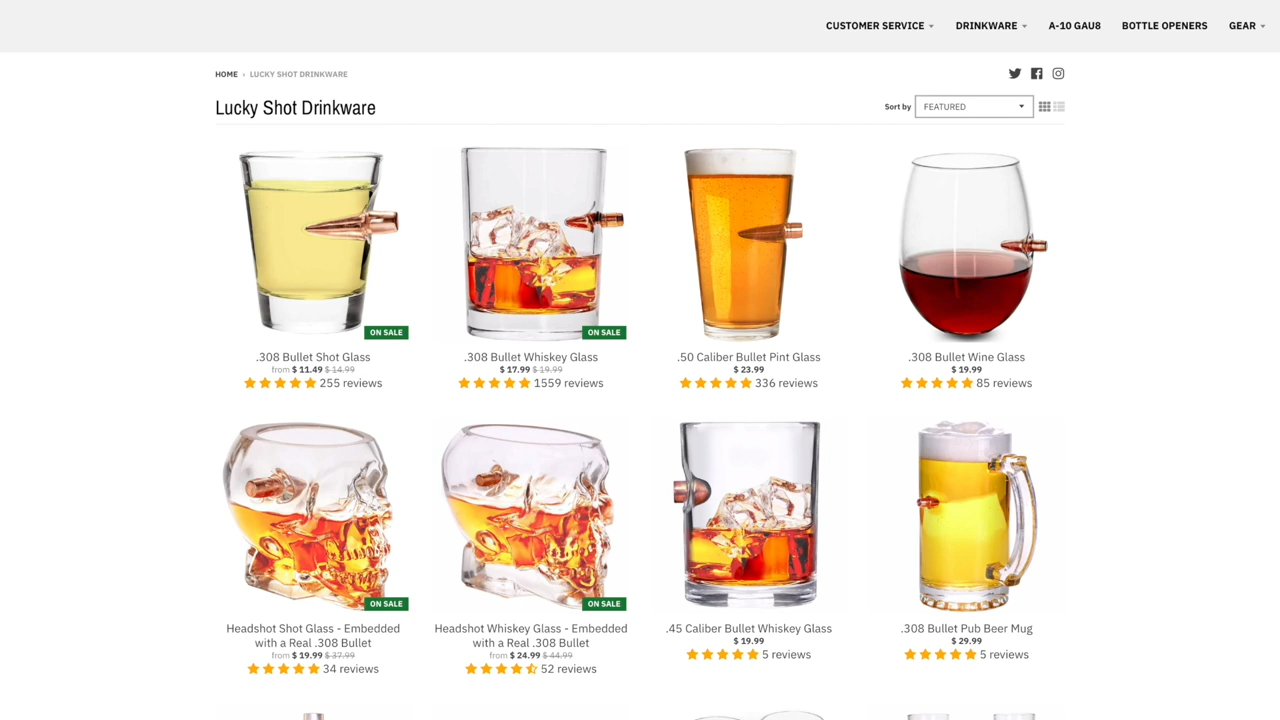 CUSTOMER SERVICE DRINKWARE A-10 GAU8 BOTTLE OPENERS GEAR
HOME › LUCKY SHOT DRINKWARE
Lucky Shot Drinkware
Sort by FEATURED
ON SALE
ON SALE
.308 Bullet Shot Glass
from $ 11.49 $ 14.99
255 reviews
.308 Bullet Whiskey Glass
$ 17.99 $ 19.99
1559 reviews
.50 Caliber Bullet Pint Glass
$ 23.99
336 reviews
.308 Bullet Wine Glass
$ 19.99
85 reviews
ON SALE
ON SALE
Headshot Shot Glass - Embedded
with a Real .308 Bullet
from $ 19.99 $ 37.99
34 reviews
Headshot Whiskey Glass - Embedded
with a Real .308 Bullet
from $ 24.99 $ 44.99
52 reviews
.45 Caliber Bullet Whiskey Glass
$ 19.99
5 reviews
.308 Bullet Pub Beer Mug
$ 29.99
5 reviews